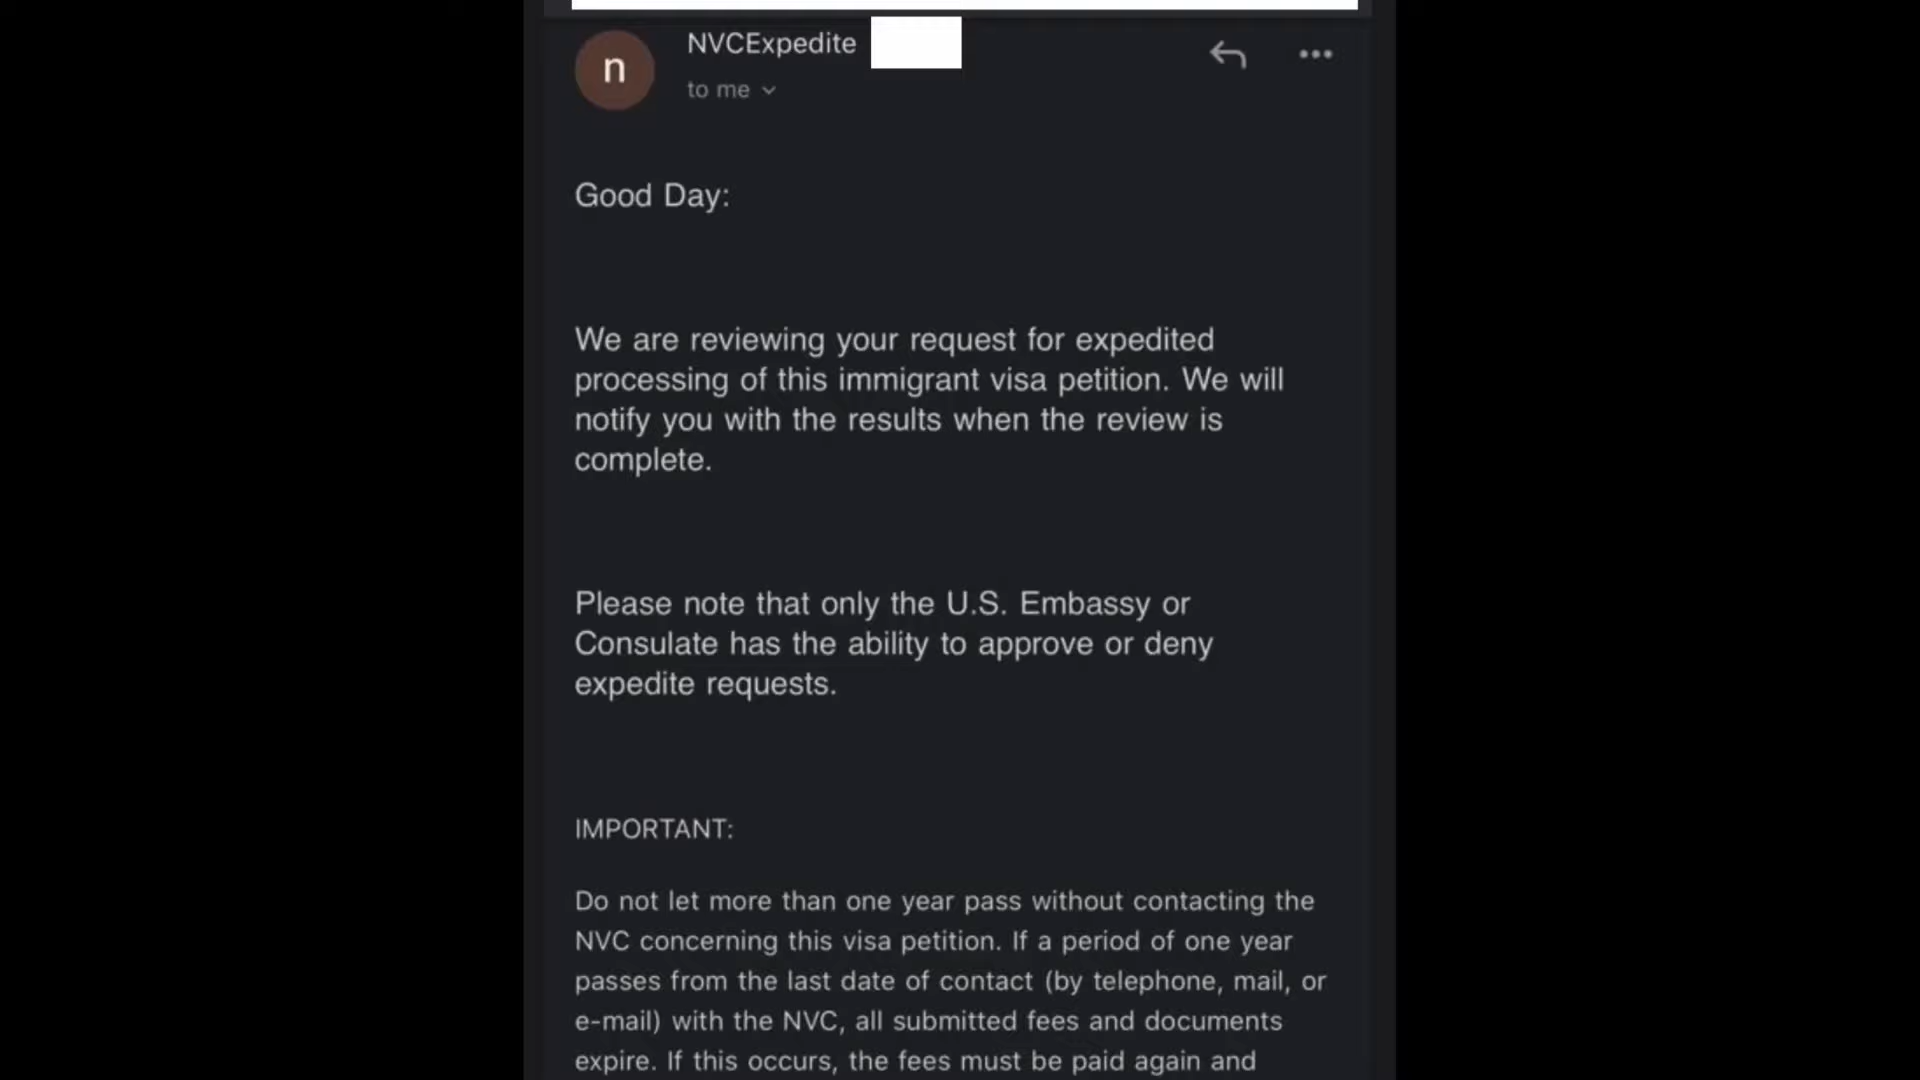 NVCExpedite
n
to me
Good Day:
We are reviewing your request for expedited
processing of this immigrant visa petition. We will
notify you with the results when the review is
complete.
Please note that only the U.S. Embassy or
Consulate has the ability to approve or deny
expedite requests.
IMPORTANT:
Do not let more than one year pass without contacting the
NVC concerning this visa petition. If a period of one year
passes from the last date of contact (by telephone, mail, or
e-mail) with the NVC, all submitted fees and documents
expire. If this occurs, the fees must be paid again and